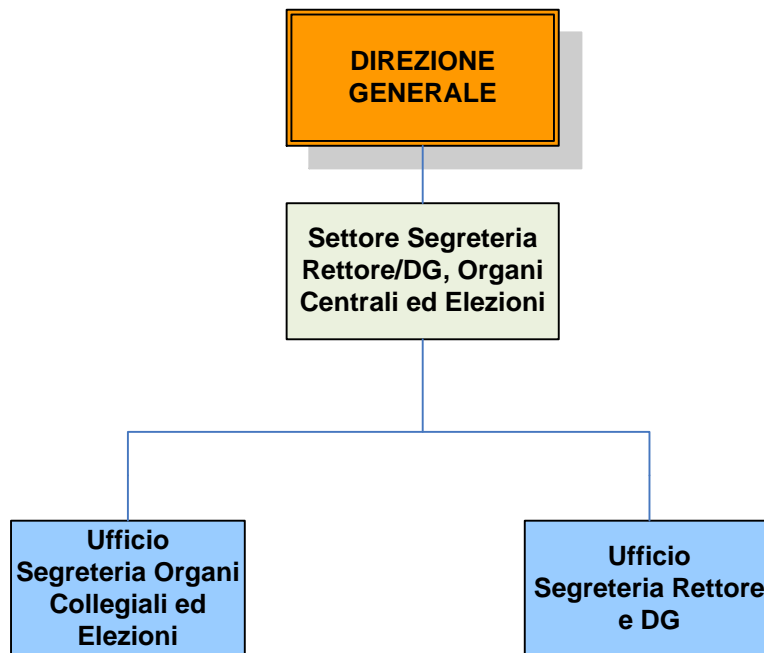 DIREZIONE
GENERALE
Settore Segreteria
Rettore/DG, Organi
Centrali ed Elezioni
Ufficio
Segreteria Organi
Collegiali ed
Elezioni
Ufficio
Segreteria Rettore
e DG